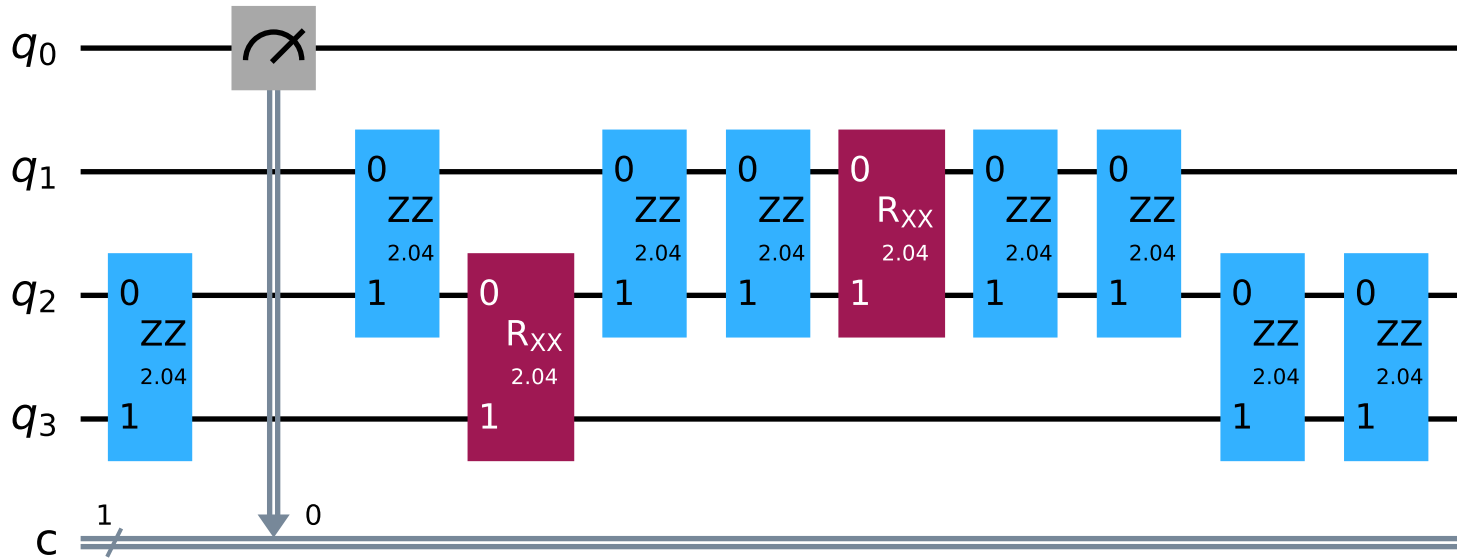 q0
q1 0 0 0 0 0 0
ZZ ZZ ZZ RXX ZZ ZZ
2.04 2.04 2.04 2.04 2.04 2.04
q2 0 1 0 1 1 1 1 1 0 0
ZZ RXX ZZ ZZ
2.04 2.04 2.04 2.04
q3 1 1 1 1
1 0
c